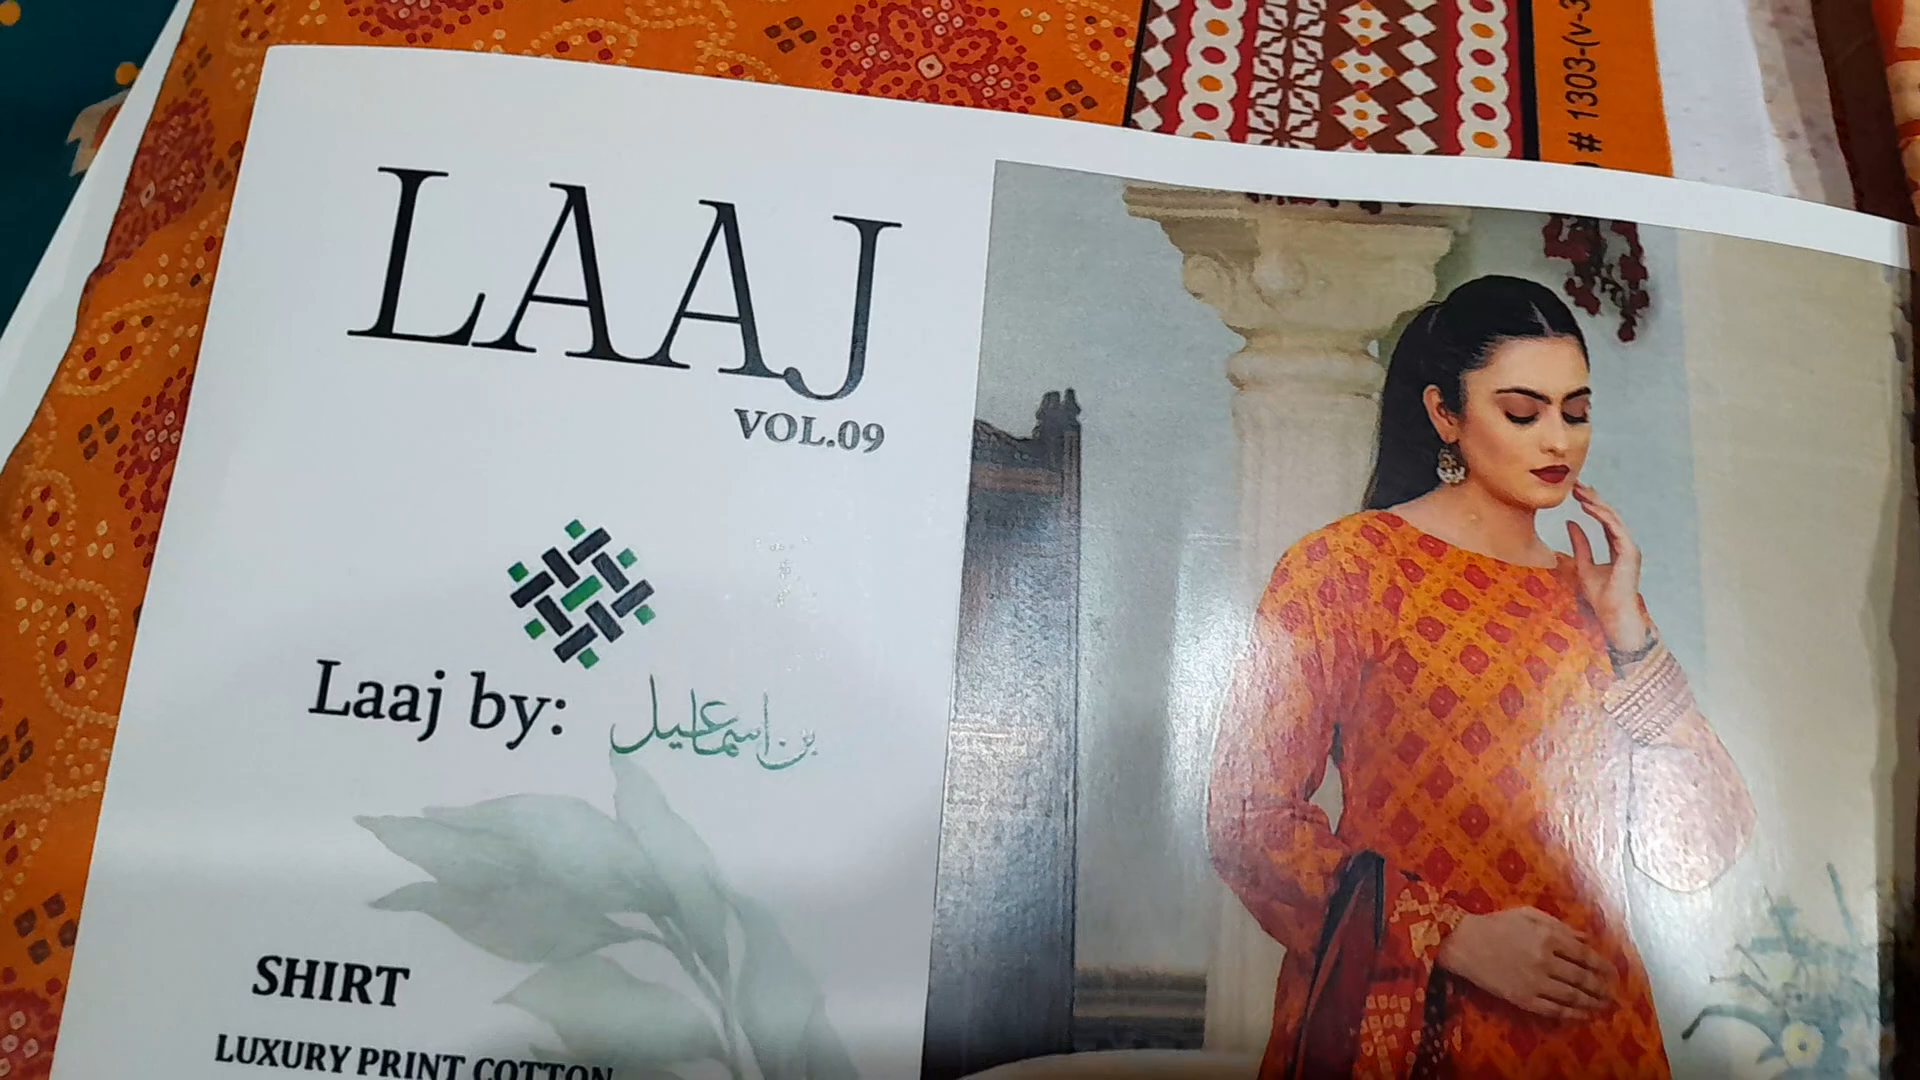 # 1303-(v-3
LAAJ
VOL.09
Laaj by: بن اسماعیل
SHIRT
LUXURY PRINT COTTON